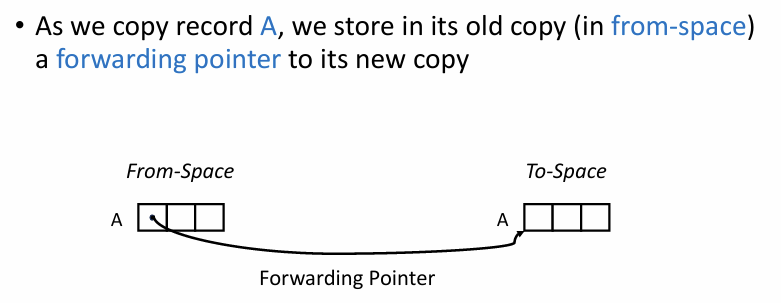 • As we copy record A, we store in its old copy (in from-space)
a forwarding pointer to its new copy
From-Space To-Space
A A
Forwarding Pointer